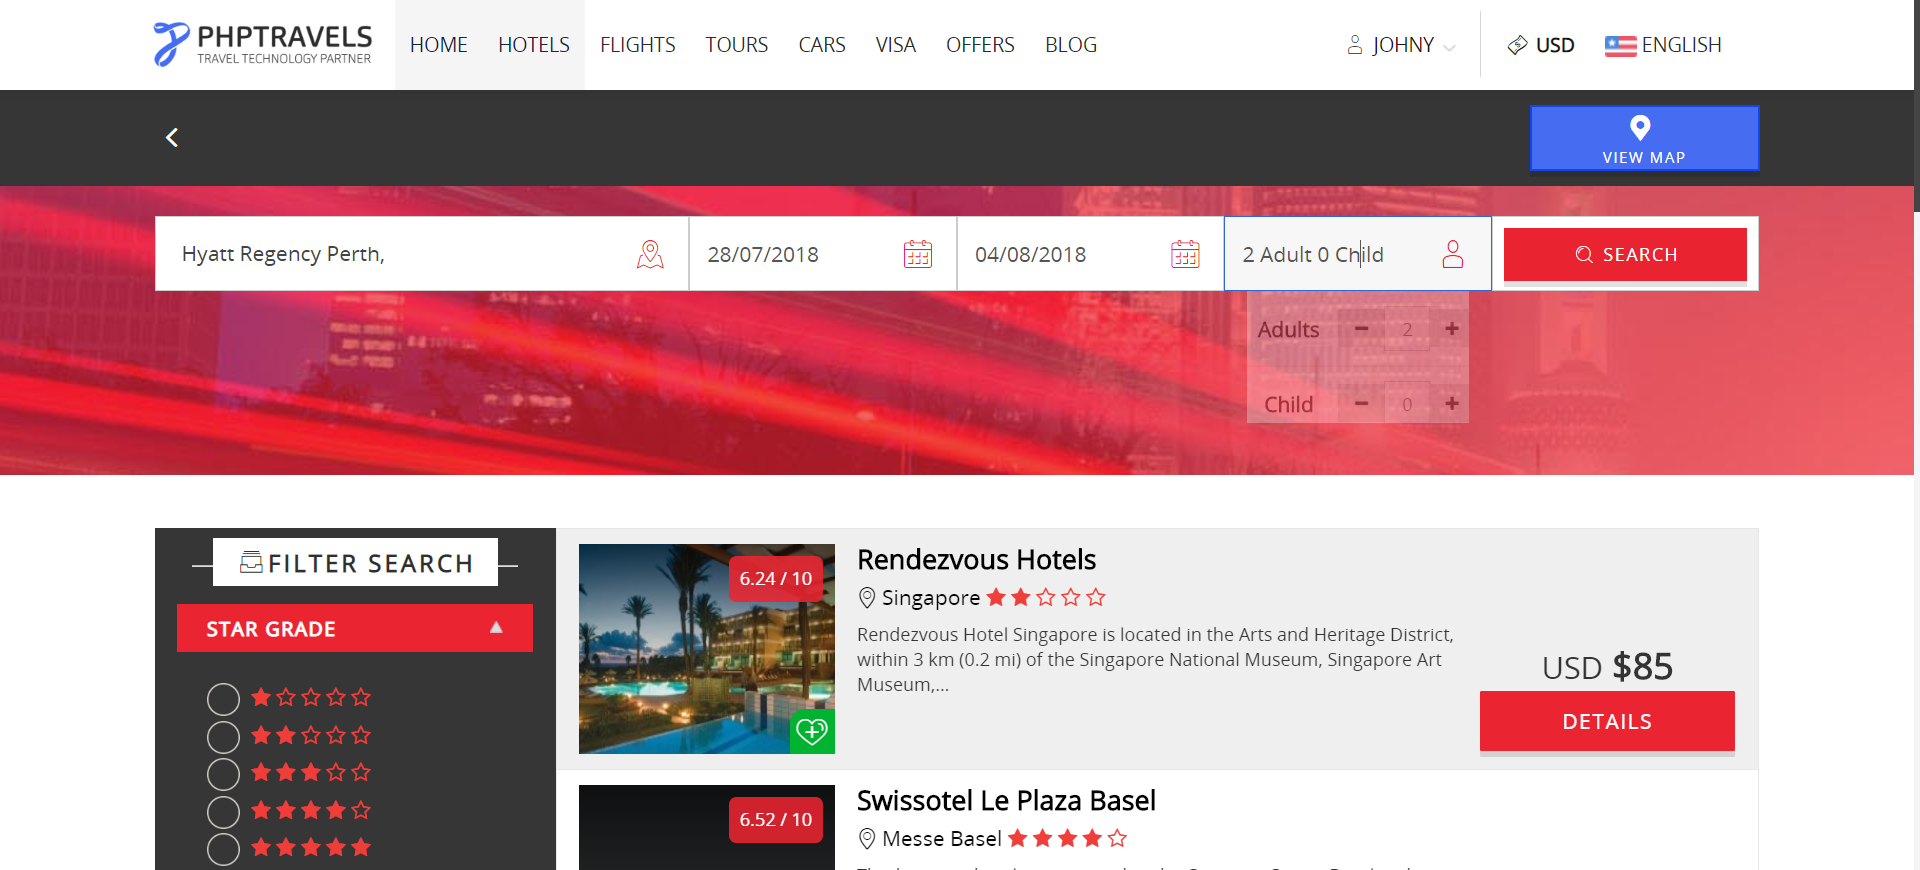 PHPTRAVELS
TRAVEL TECHNOLOGY PARTNER
HOME HOTELS FLIGHTS TOURS CARS VISA OFFERS BLOG
JOHNY USD ENGLISH
VIEW MAP
Hyatt Regency Perth, 28/07/2018 04/08/2018 2 Adult 0 Child SEARCH
Adults 2
Child 0
FILTER SEARCH
STAR GRADE
6.24 / 10
Rendezvous Hotels
Singapore
Rendezvous Hotel Singapore is located in the Arts and Heritage District,
within 3 km (0.2 mi) of the Singapore National Museum, Singapore Art
Museum,...
USD $85
DETAILS
6.52 / 10
Swissotel Le Plaza Basel
Messe Basel